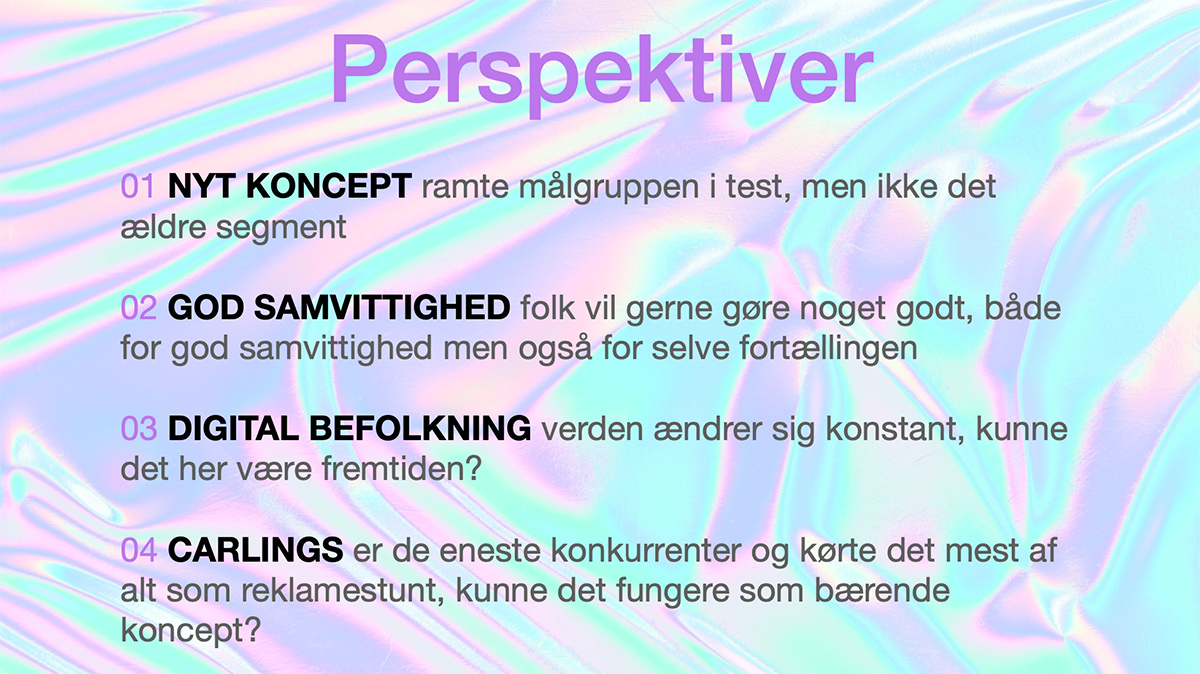 Perspektiver
01 NYT KONCEPT ramte målgruppen i test, men ikke det
ældre segment
02 GOD SAMVITTIGHED folk vil gerne gøre noget godt, både
for god samvittighed men også for selve fortællingen
03 DIGITAL BEFOLKNING verden ændrer sig konstant, kunne
det her være fremtiden?
04 CARLINGS er de eneste konkurrenter og kørte det mest af
alt som reklamestunt, kunne det fungere som bærende
koncept?